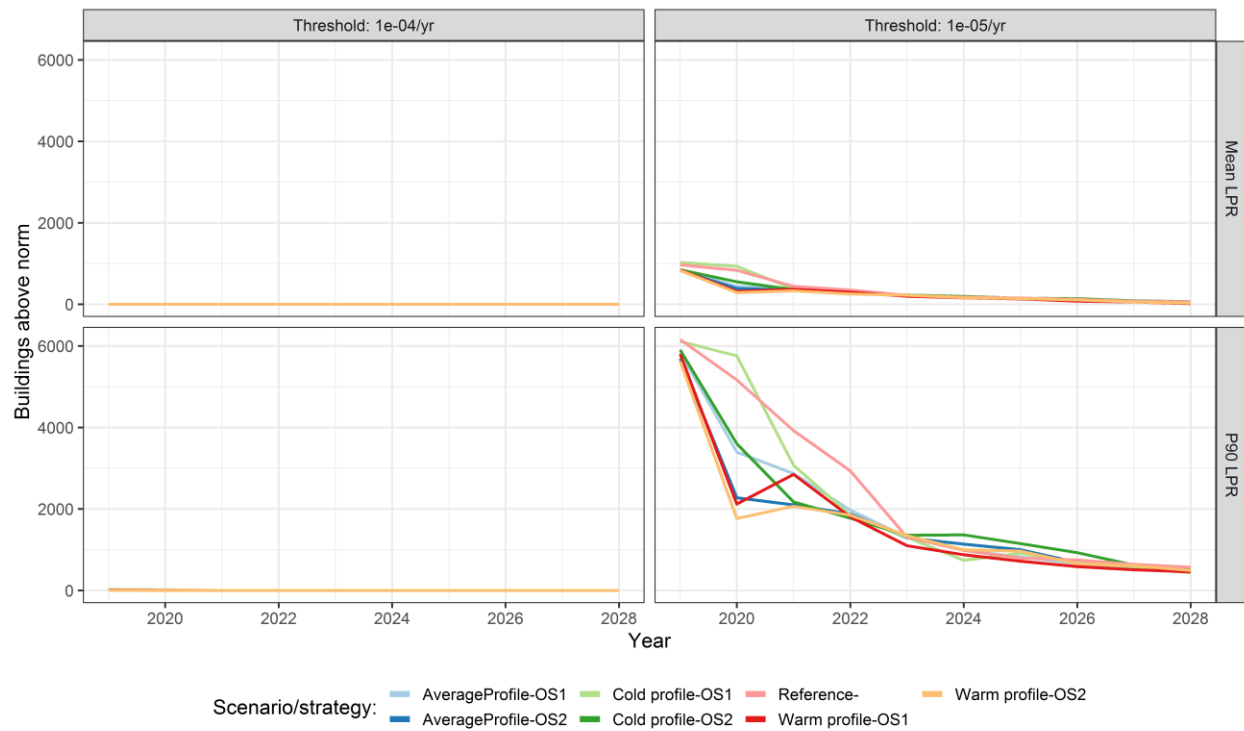 Threshold: 1e-04/yr
Threshold: 1e-05/yr
6000
4000
2000
0
Mean LPR
Buildings above norm
6000
4000
2000
0
P90 LPR
2020
2022
2024
2026
2028
2020
2022
2024
2026
2028
Year
Scenario/strategy:
AverageProfile-OS1
Cold profile-OS1
Reference-
Warm profile-OS2
AverageProfile-OS2
Cold profile-OS2
Warm profile-OS1